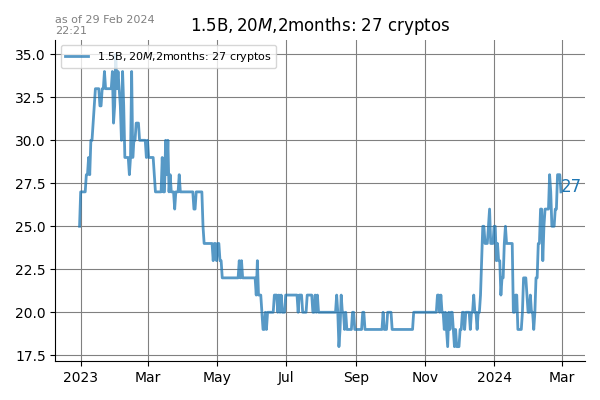 as of 29 Feb 2024
22:21
1.5B, 20M,2months: 27 cryptos
1.5B, 20M,2months: 27 cryptos
35.0
32.5
30.0
27.5
25.0
22.5
20.0
17.5
27
2023 Mar May Jul Sep Nov 2024 Mar